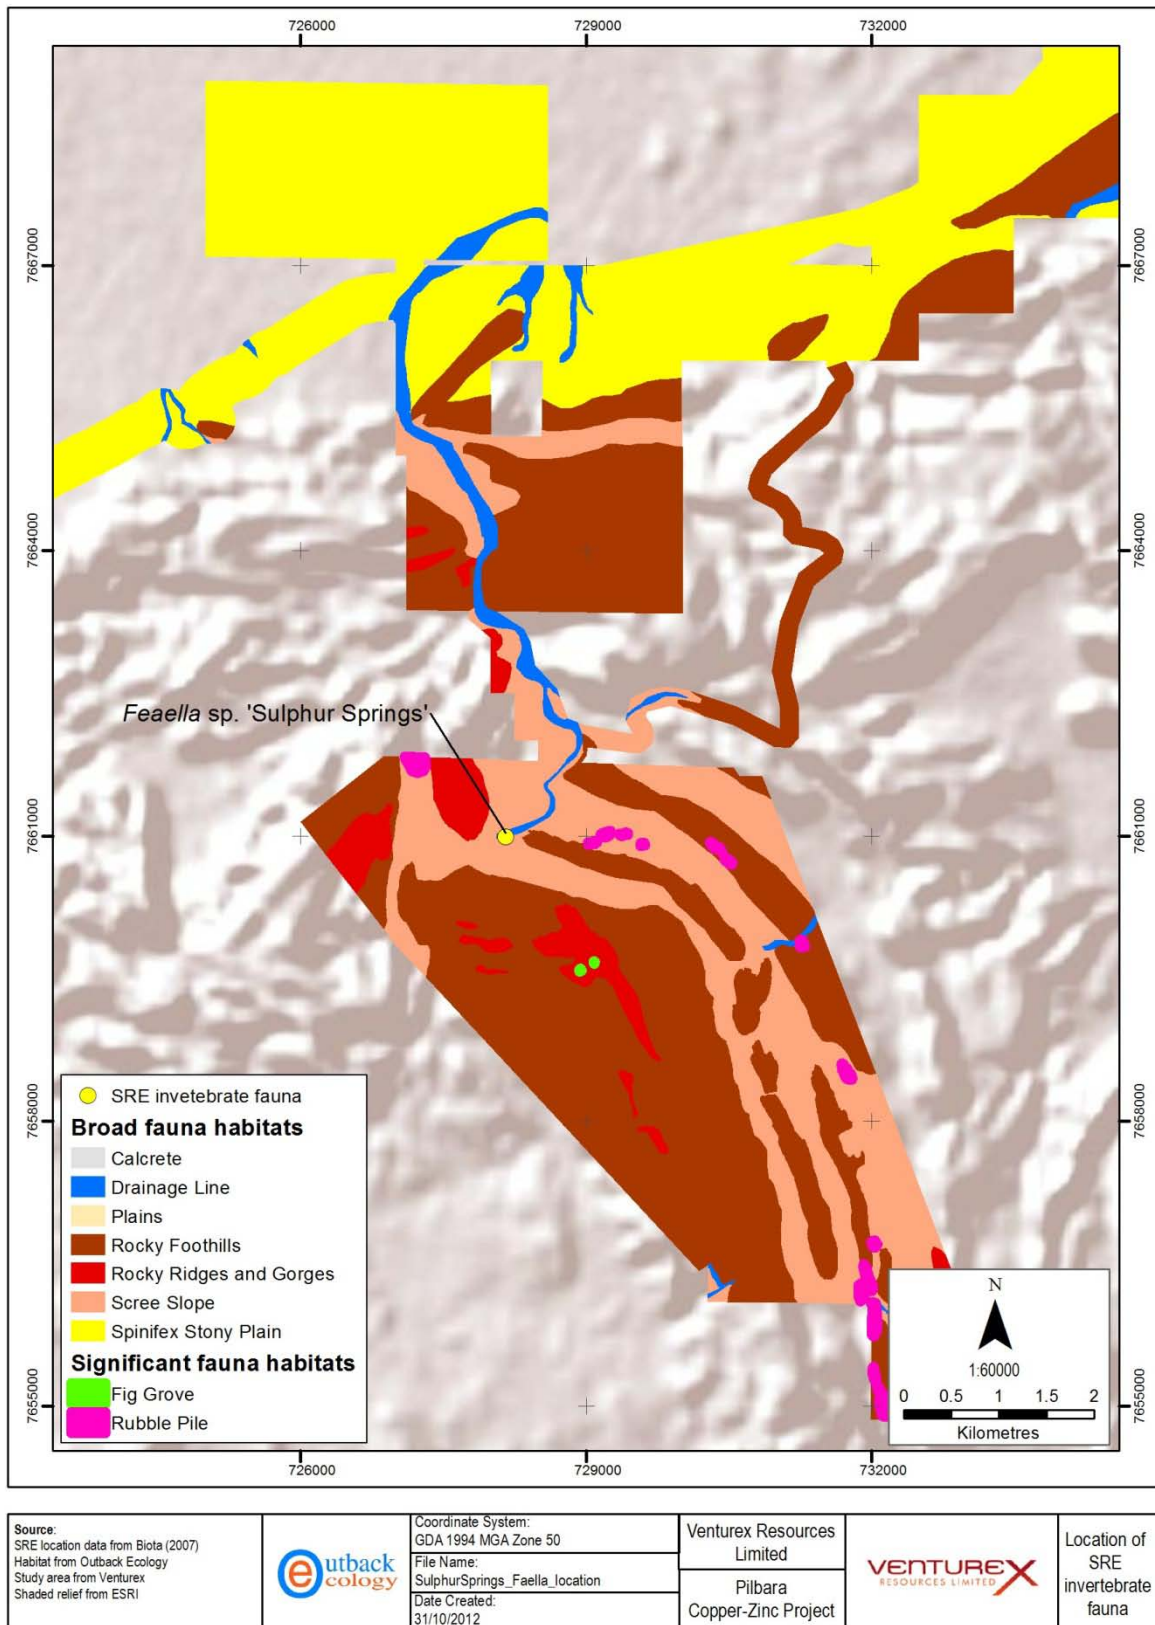 726000
729000
732000
7667000
7667000
7664000
7664000
Feaella sp. 'Sulphur Springs'
7661000
7661000
7658000
7658000
7655000
7655000
SRE invetebrate fauna
Broad fauna habitats
Calcrete
Drainage Line
Plains
Rocky Foothills
Rocky Ridges and Gorges
Scree Slope
Spinifex Stony Plain
Significant fauna habitats
Fig Grove
Rubble Pile
N
1:60000
0 0.5 1 1.5 2
Kilometres
726000
729000
732000
Source:
SRE location data from Biota (2007)
Habitat from Outback Ecology
Study area from Venturex
Shaded relief from ESRI
Outback
ecology
Coordinate System:
GDA 1994 MGA Zone 50
File Name:
SulphurSprings_Faella_location
Date Created:
31/10/2012
Venturex Resources
Limited
Pilbara
Copper-Zinc Project
VENTUREX
RESOURCES LIMITED
Location of
SRE
invertebrate
fauna